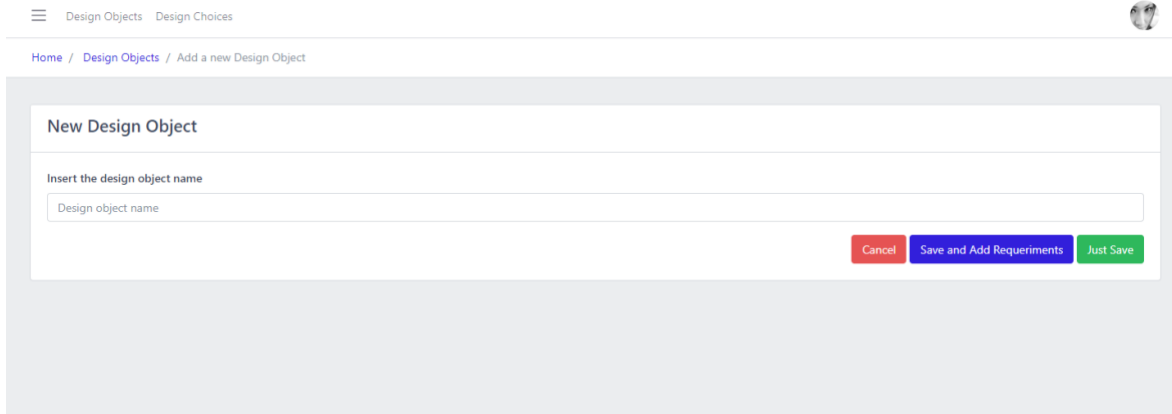 Design Objects Design Choices
Home / Design Objects / Add a new Design Object
New Design Object
Insert the design object name
Design object name
Cancel Save and Add Requeriments Just Save